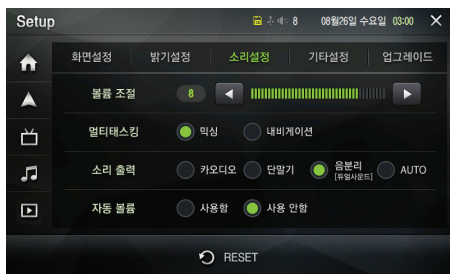 Setup 8 08월26일 수요일 03:00
화면설정 밝기설정 소리설정 기타설정 업그레이드
볼륨 조절 8
멀티태스킹 믹싱 내비게이션
소리 출력 카오디오 단말기 음분리 AUTO
[듀얼사운드]
자동 볼륨 사용함 사용 안함
RESET